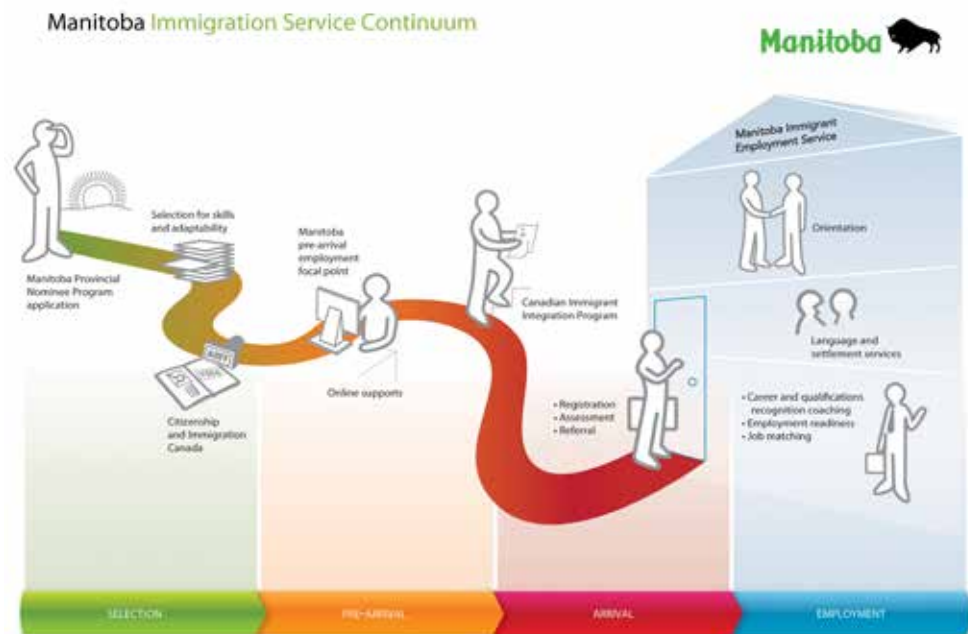 Manitoba Immigration Service Continuum
Manitoba
Manitoba Immigrant
Employment Service
Selection for skills
and adaptability
Manitoba
pre-arrival
employment
focal point
Orientation
Manitoba Provincial
Nominee Program
application
Canadian Immigrant
Integration Program
Language and
settlement services
Online supports
Citizenship
and Immigration
Canada
• Registration
• Assessment
• Referral
• Career and qualifications
recognition coaching
• Employment readiness
• Job matching
SELECTION
PRE-ARRIVAL
ARRIVAL
EMPLOYMENT